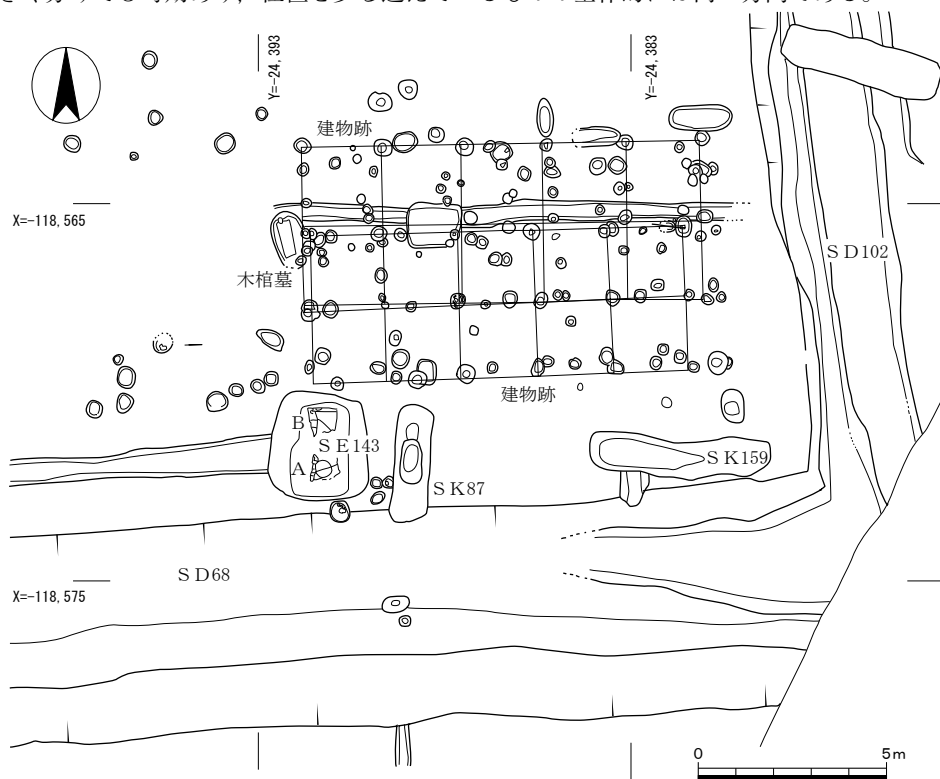 Y=-24,393
Y=-24,383
建物跡
X=-118,565
SD102
木棺墓
建物跡
B
SE143
A
SK159
SK87
SD68
X=-118,575
0 5m